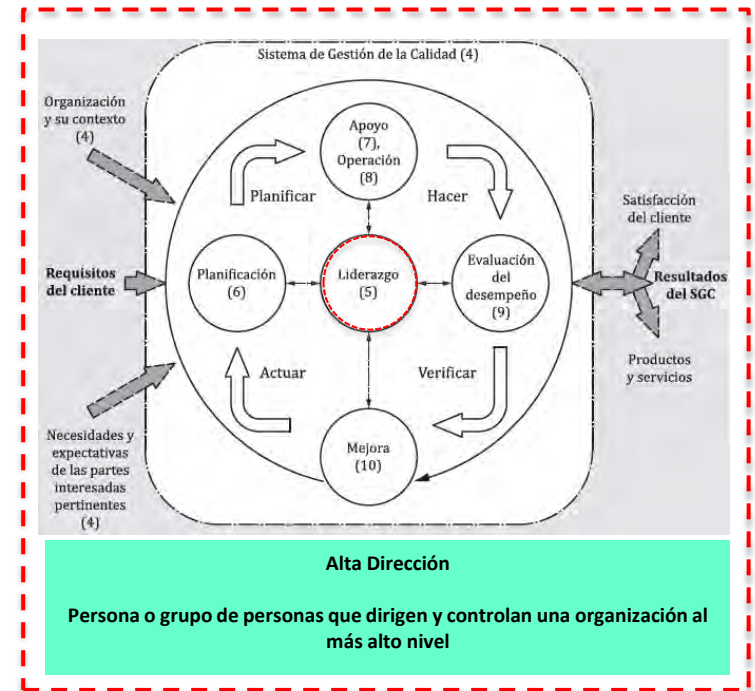 Sistema de Gestión de la Calidad (4)
Organización
y su contexto
(4)
Apoyo
(7),
Operación
(8)
Planificar
Hacer
Satisfacción
del cliente
Requisitos
del cliente
Planificación
(6)
Liderazgo
(5)
Evaluación
del
desempeño
(9)
Resultados
del SGC
Actuar
Verificar
Productos
y servicios
Mejora
(10)
Necesidades y
expectativas
de las partes
interesadas
pertinentes
(4)
Alta Dirección
Persona o grupo de personas que dirigen y controlan una organización al
más alto nivel